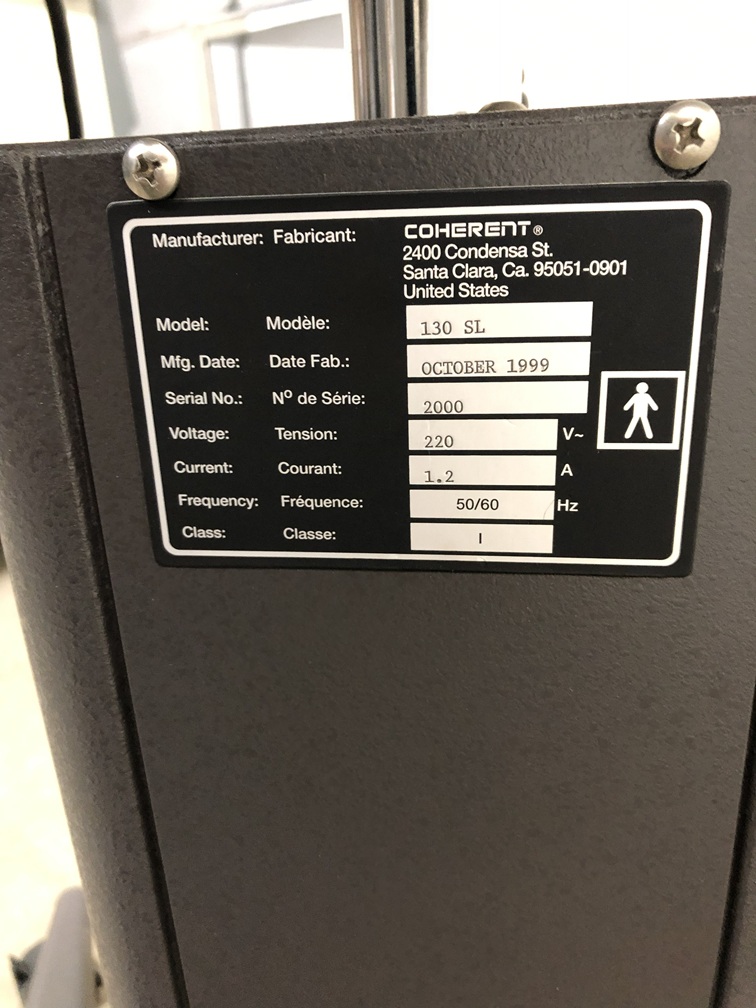 Manufacturer: Fabricant: COHERENT®
2400 Condensa St.
Santa Clara, Ca. 95051-0901
United States
Model: Modèle: 130 SL
Mfg. Date: Date Fab.: OCTOBER 1999
Serial No.: Nº de Série: 2000
Voltage: Tension: 220 V~
Current: Courant: 1.2 A
Frequency: Fréquence: 50/60 Hz
Class: Classe: I